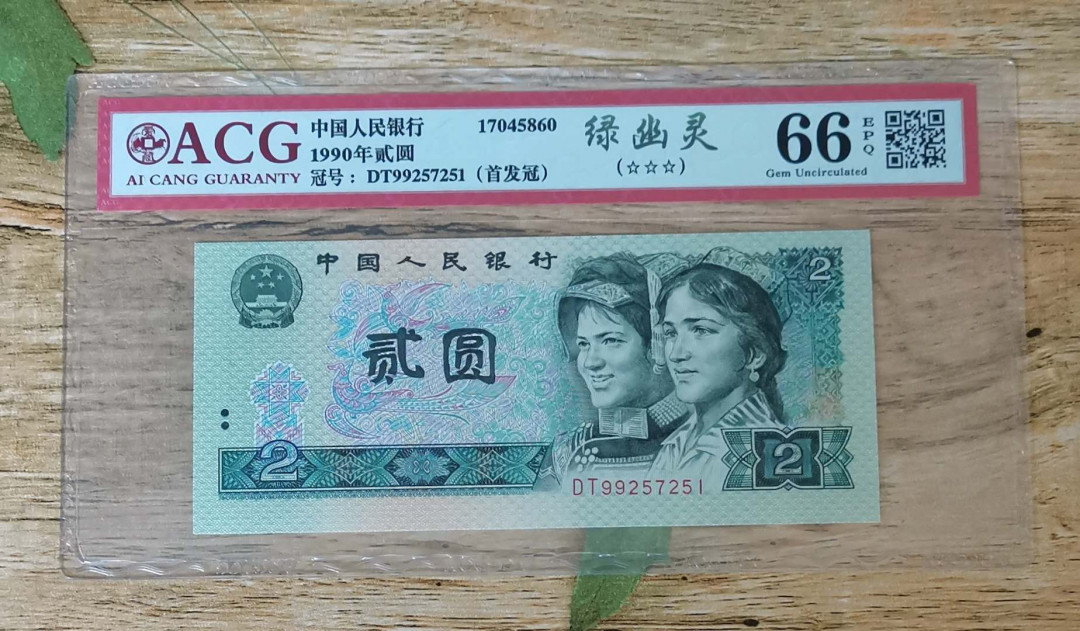 ACG
AI CANG GUARANTY
中国人民银行 17045860
1990年贰圆
冠号：DT99257251（首发冠）
绿幽灵
(☆☆☆)
66
EPQ
Gem Uncirculated
中国人民银行
2
贰圆
2
2
DT99257251